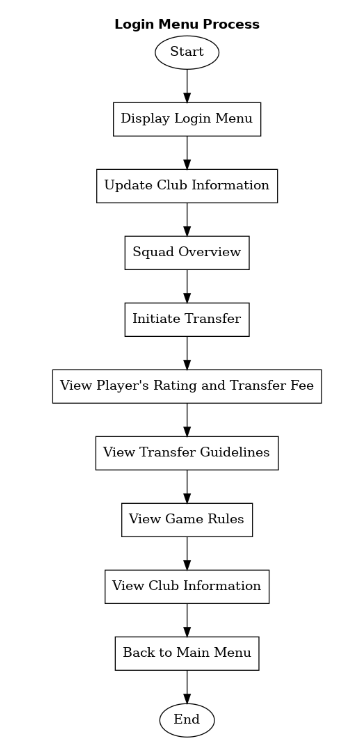 Login Menu Process
Start
Display Login Menu
Update Club Information
Squad Overview
Initiate Transfer
View Player's Rating and Transfer Fee
View Transfer Guidelines
View Game Rules
View Club Information
Back to Main Menu
End